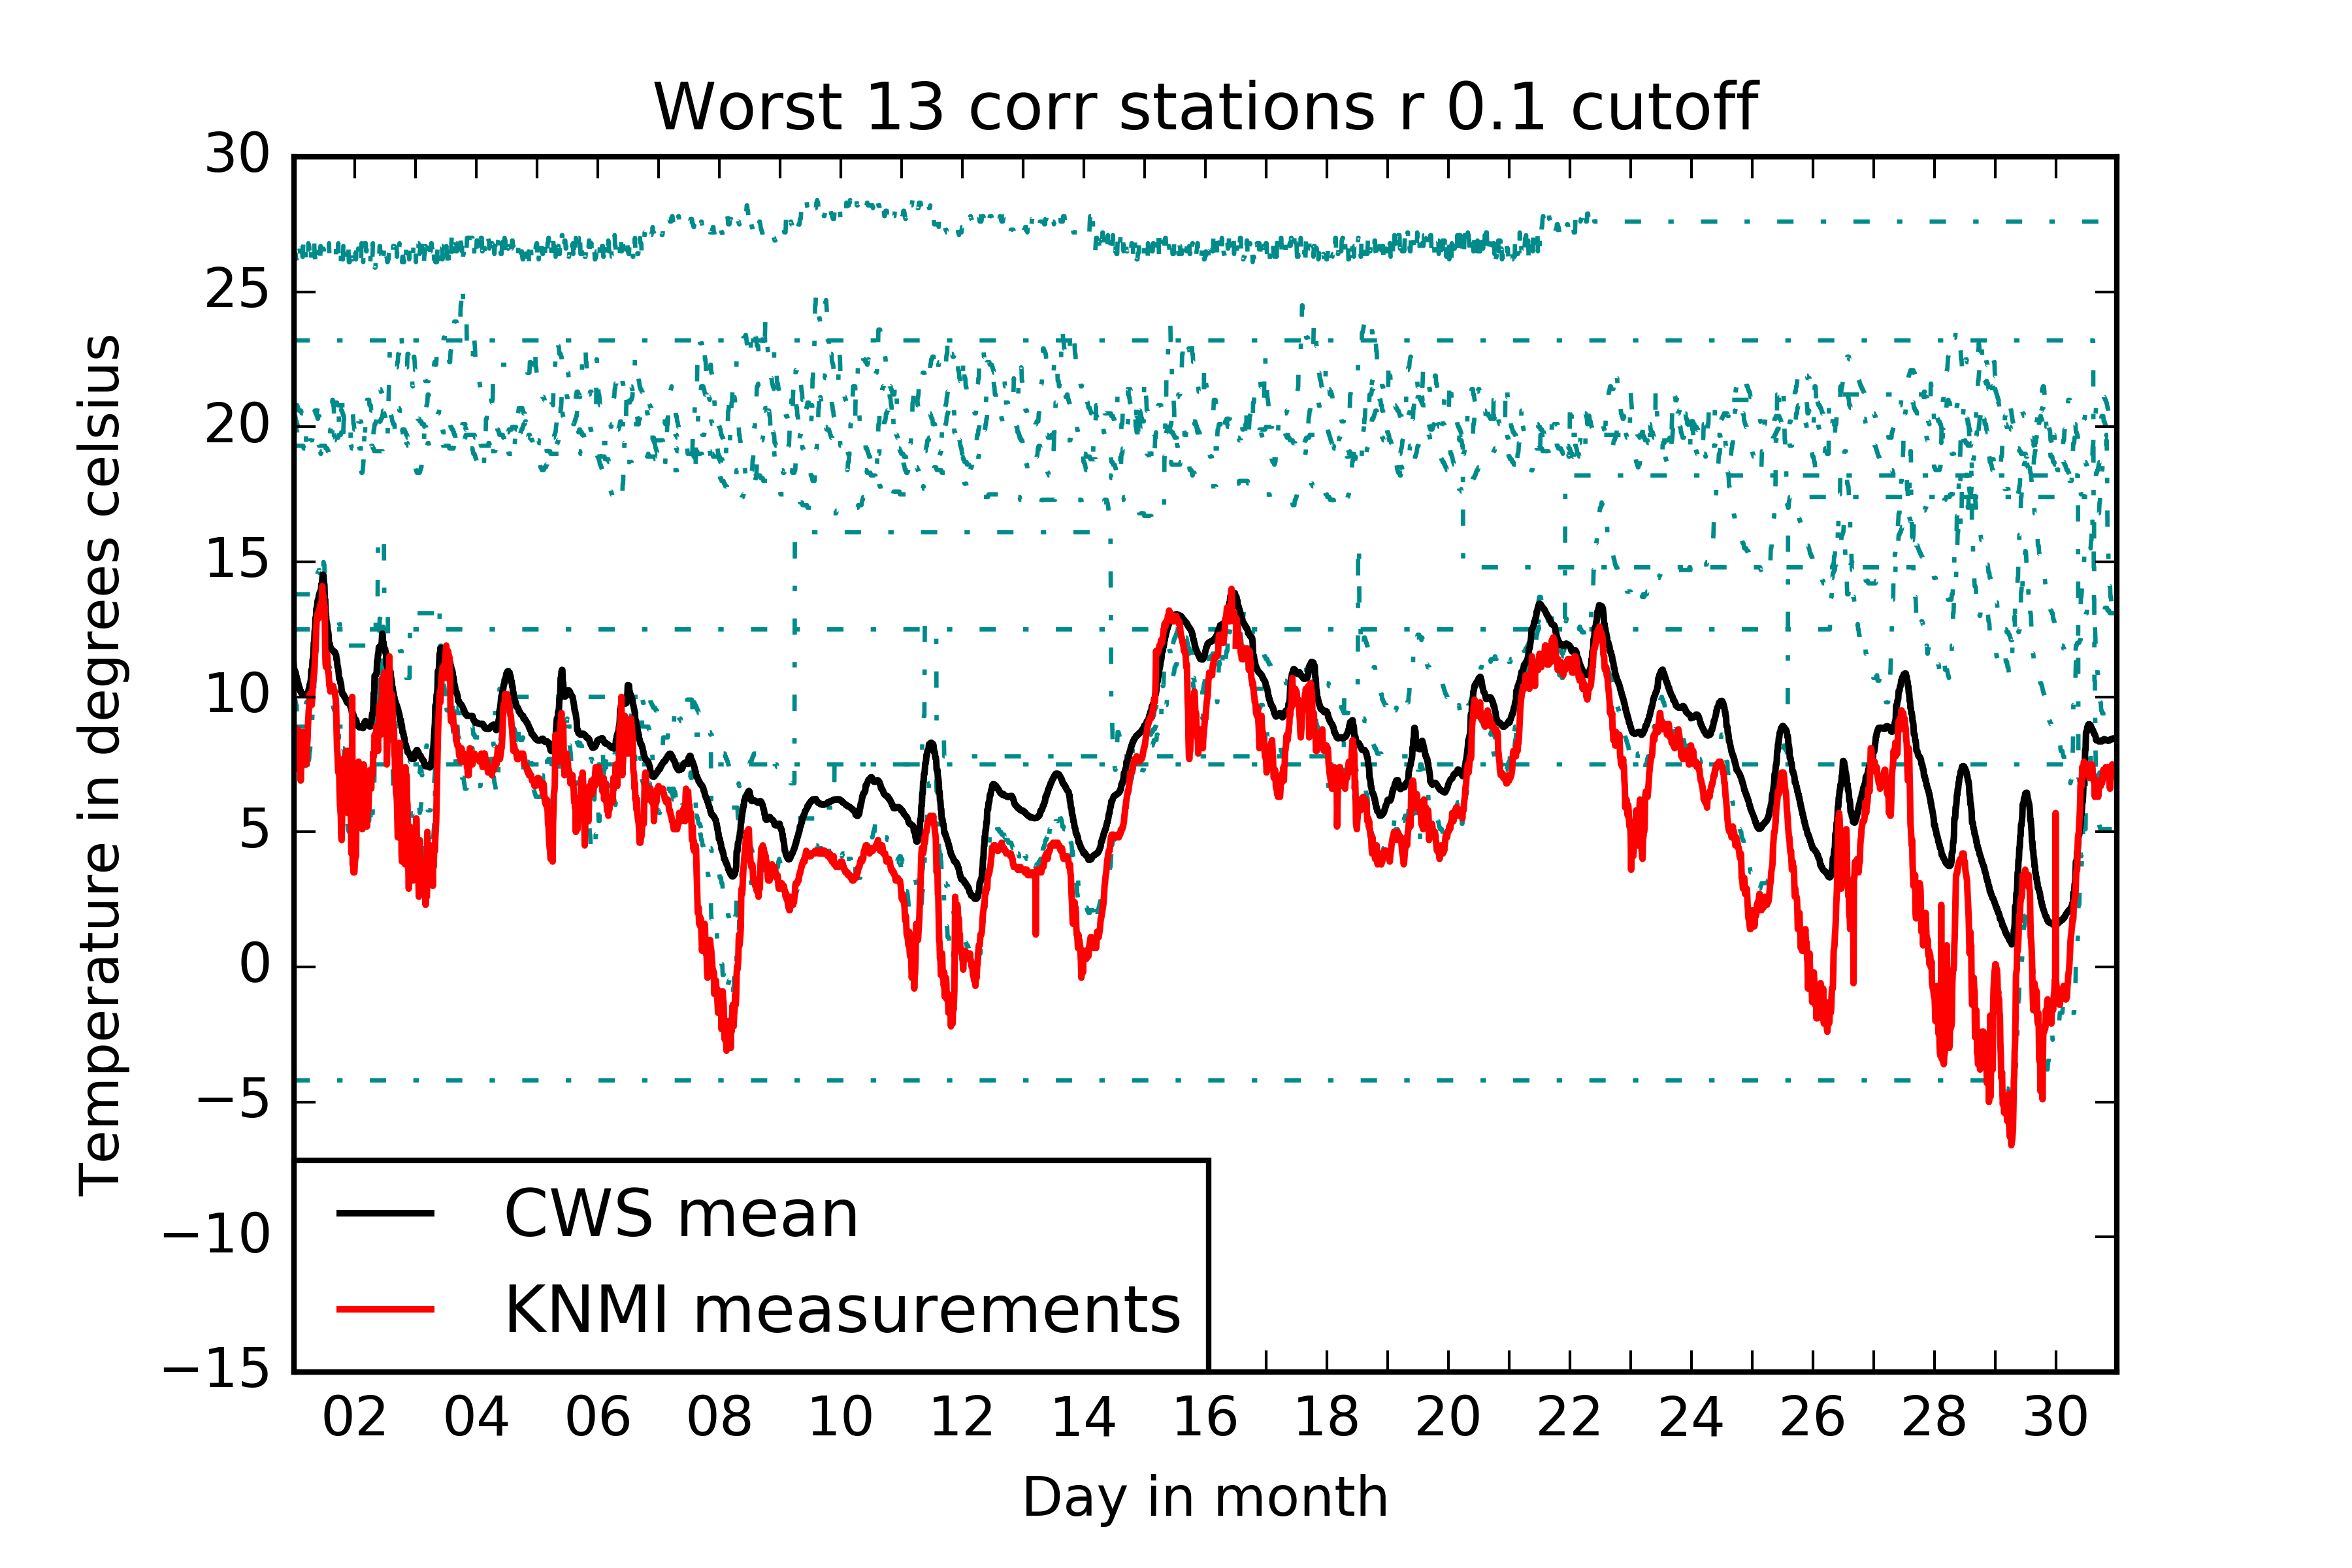 Worst 13 corr stations r 0.1 cutoff
30
25
20
15
10
5
0
−5
−10
−15
Temperature in degrees celsius
CWS mean
KNMI measurements
02 04 06 08 10 12 14 16 18 20 22 24 26 28 30
Day in month